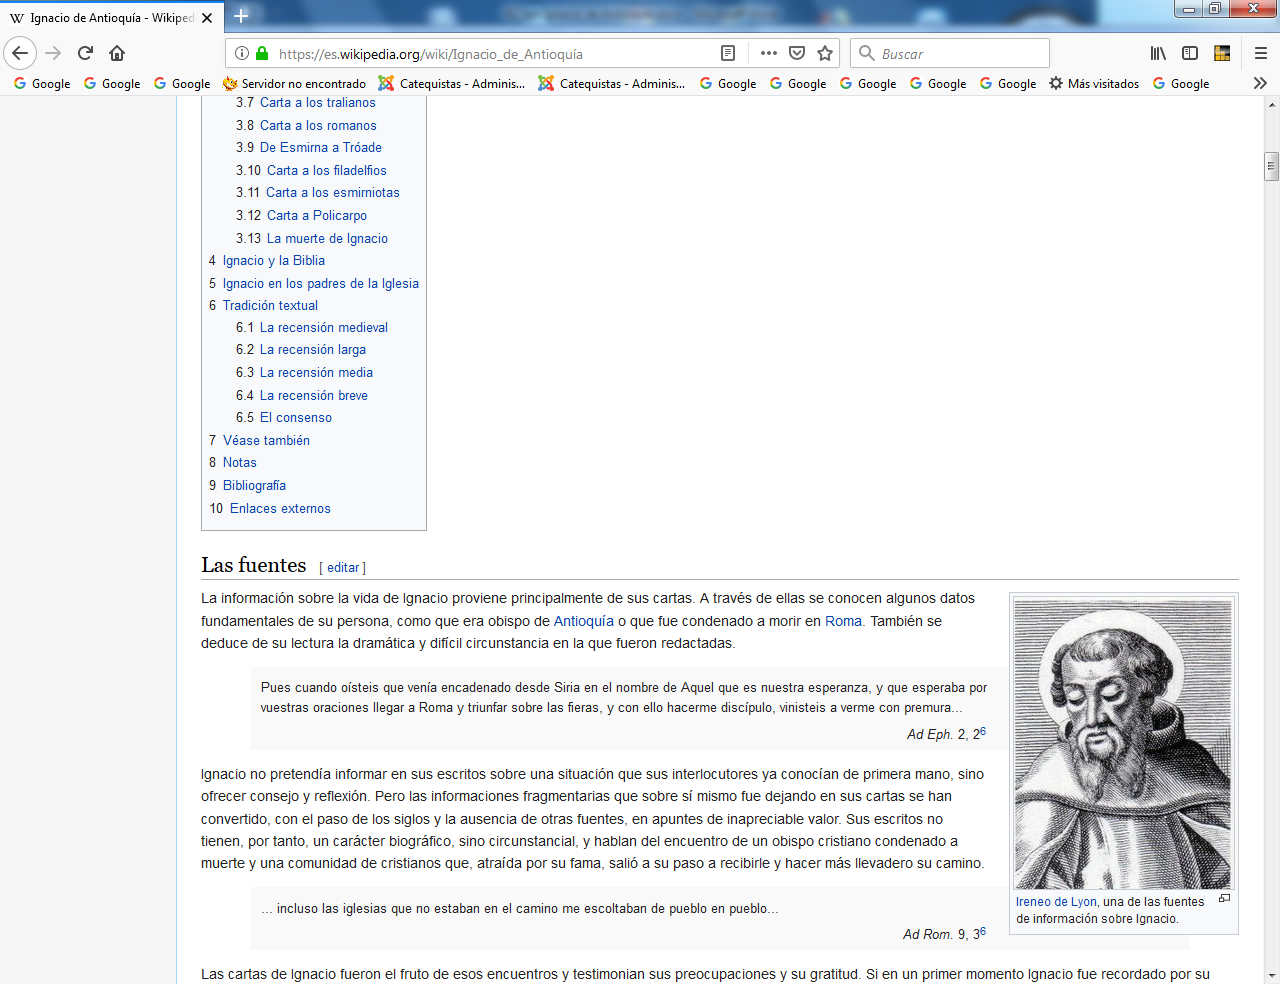 Ignacio de Antioquía - Wikiped
https://es.wikipedia.org/wiki/Ignacio_de_Antioquía
Buscar
Google Google Google Servidor no encontrado Catequistas - Adminis... Catequistas - Adminis... Google Google Google Google Google Más visitados Google
3.7 Carta a los tralianos
3.8 Carta a los romanos
3.9 De Esmirna a Tróade
3.10 Carta a los filadelfios
3.11 Carta a los esmirniotas
3.12 Carta a Policarpo
3.13 La muerte de Ignacio
4 Ignacio y la Biblia
5 Ignacio en los padres de la Iglesia
6 Tradición textual
6.1 La recensión medieval
6.2 La recensión larga
6.3 La recensión media
6.4 La recensión breve
6.5 El consenso
7 Véase también
8 Notas
9 Bibliografía
10 Enlaces externos
Las fuentes [ editar ]
La información sobre la vida de Ignacio proviene principalmente de sus cartas. A través de ellas se conocen algunos datos
fundamentales de su persona, como que era obispo de Antioquía o que fue condenado a morir en Roma. También se
deduce de su lectura la dramática y difícil circunstancia en la que fueron redactadas.
Pues cuando oísteis que venía encadenado desde Siria en el nombre de Aquel que es nuestra esperanza, y que esperaba por
vuestras oraciones llegar a Roma y triunfar sobre las fieras, y con ello hacerme discípulo, vinisteis a verme con premura...
Ad Eph. 2, 2⁶
Ignacio no pretendía informar en sus escritos sobre una situación que sus interlocutores ya conocían de primera mano, sino
ofrecer consejo y reflexión. Pero las informaciones fragmentarias que sobre sí mismo fue dejando en sus cartas se han
convertido, con el paso de los siglos y la ausencia de otras fuentes, en apuntes de inapreciable valor. Sus escritos no
tienen, por tanto, un carácter biográfico, sino circunstancial, y hablan del encuentro de un obispo cristiano condenado a
muerte y una comunidad de cristianos que, atraída por su fama, salió a su paso a recibirle y hacer más llevadero su camino.
... incluso las iglesias que no estaban en el camino me escoltaban de pueblo en pueblo...
Ad Rom. 9, 3⁶
Ireneo de Lyon, una de las fuentes
de información sobre Ignacio.
Las cartas de Ignacio fueron el fruto de esos encuentros y testimonian sus preocupaciones y su gratitud. Si en un primer momento Ignacio fue recordado por su